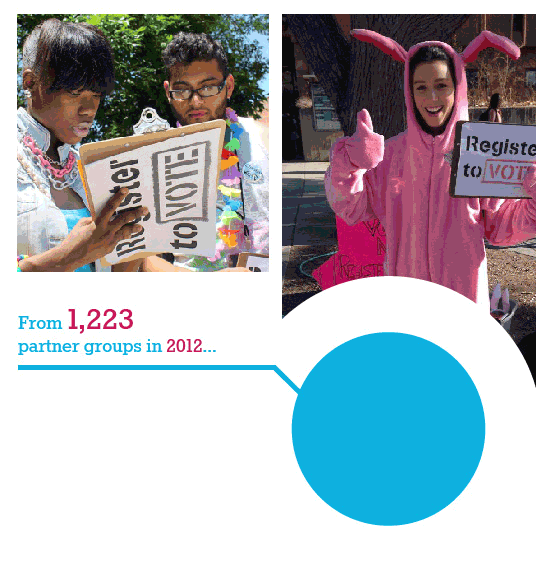 Register
to VOTE
Registe
to VOT
From 1,223
partner groups in 2012...